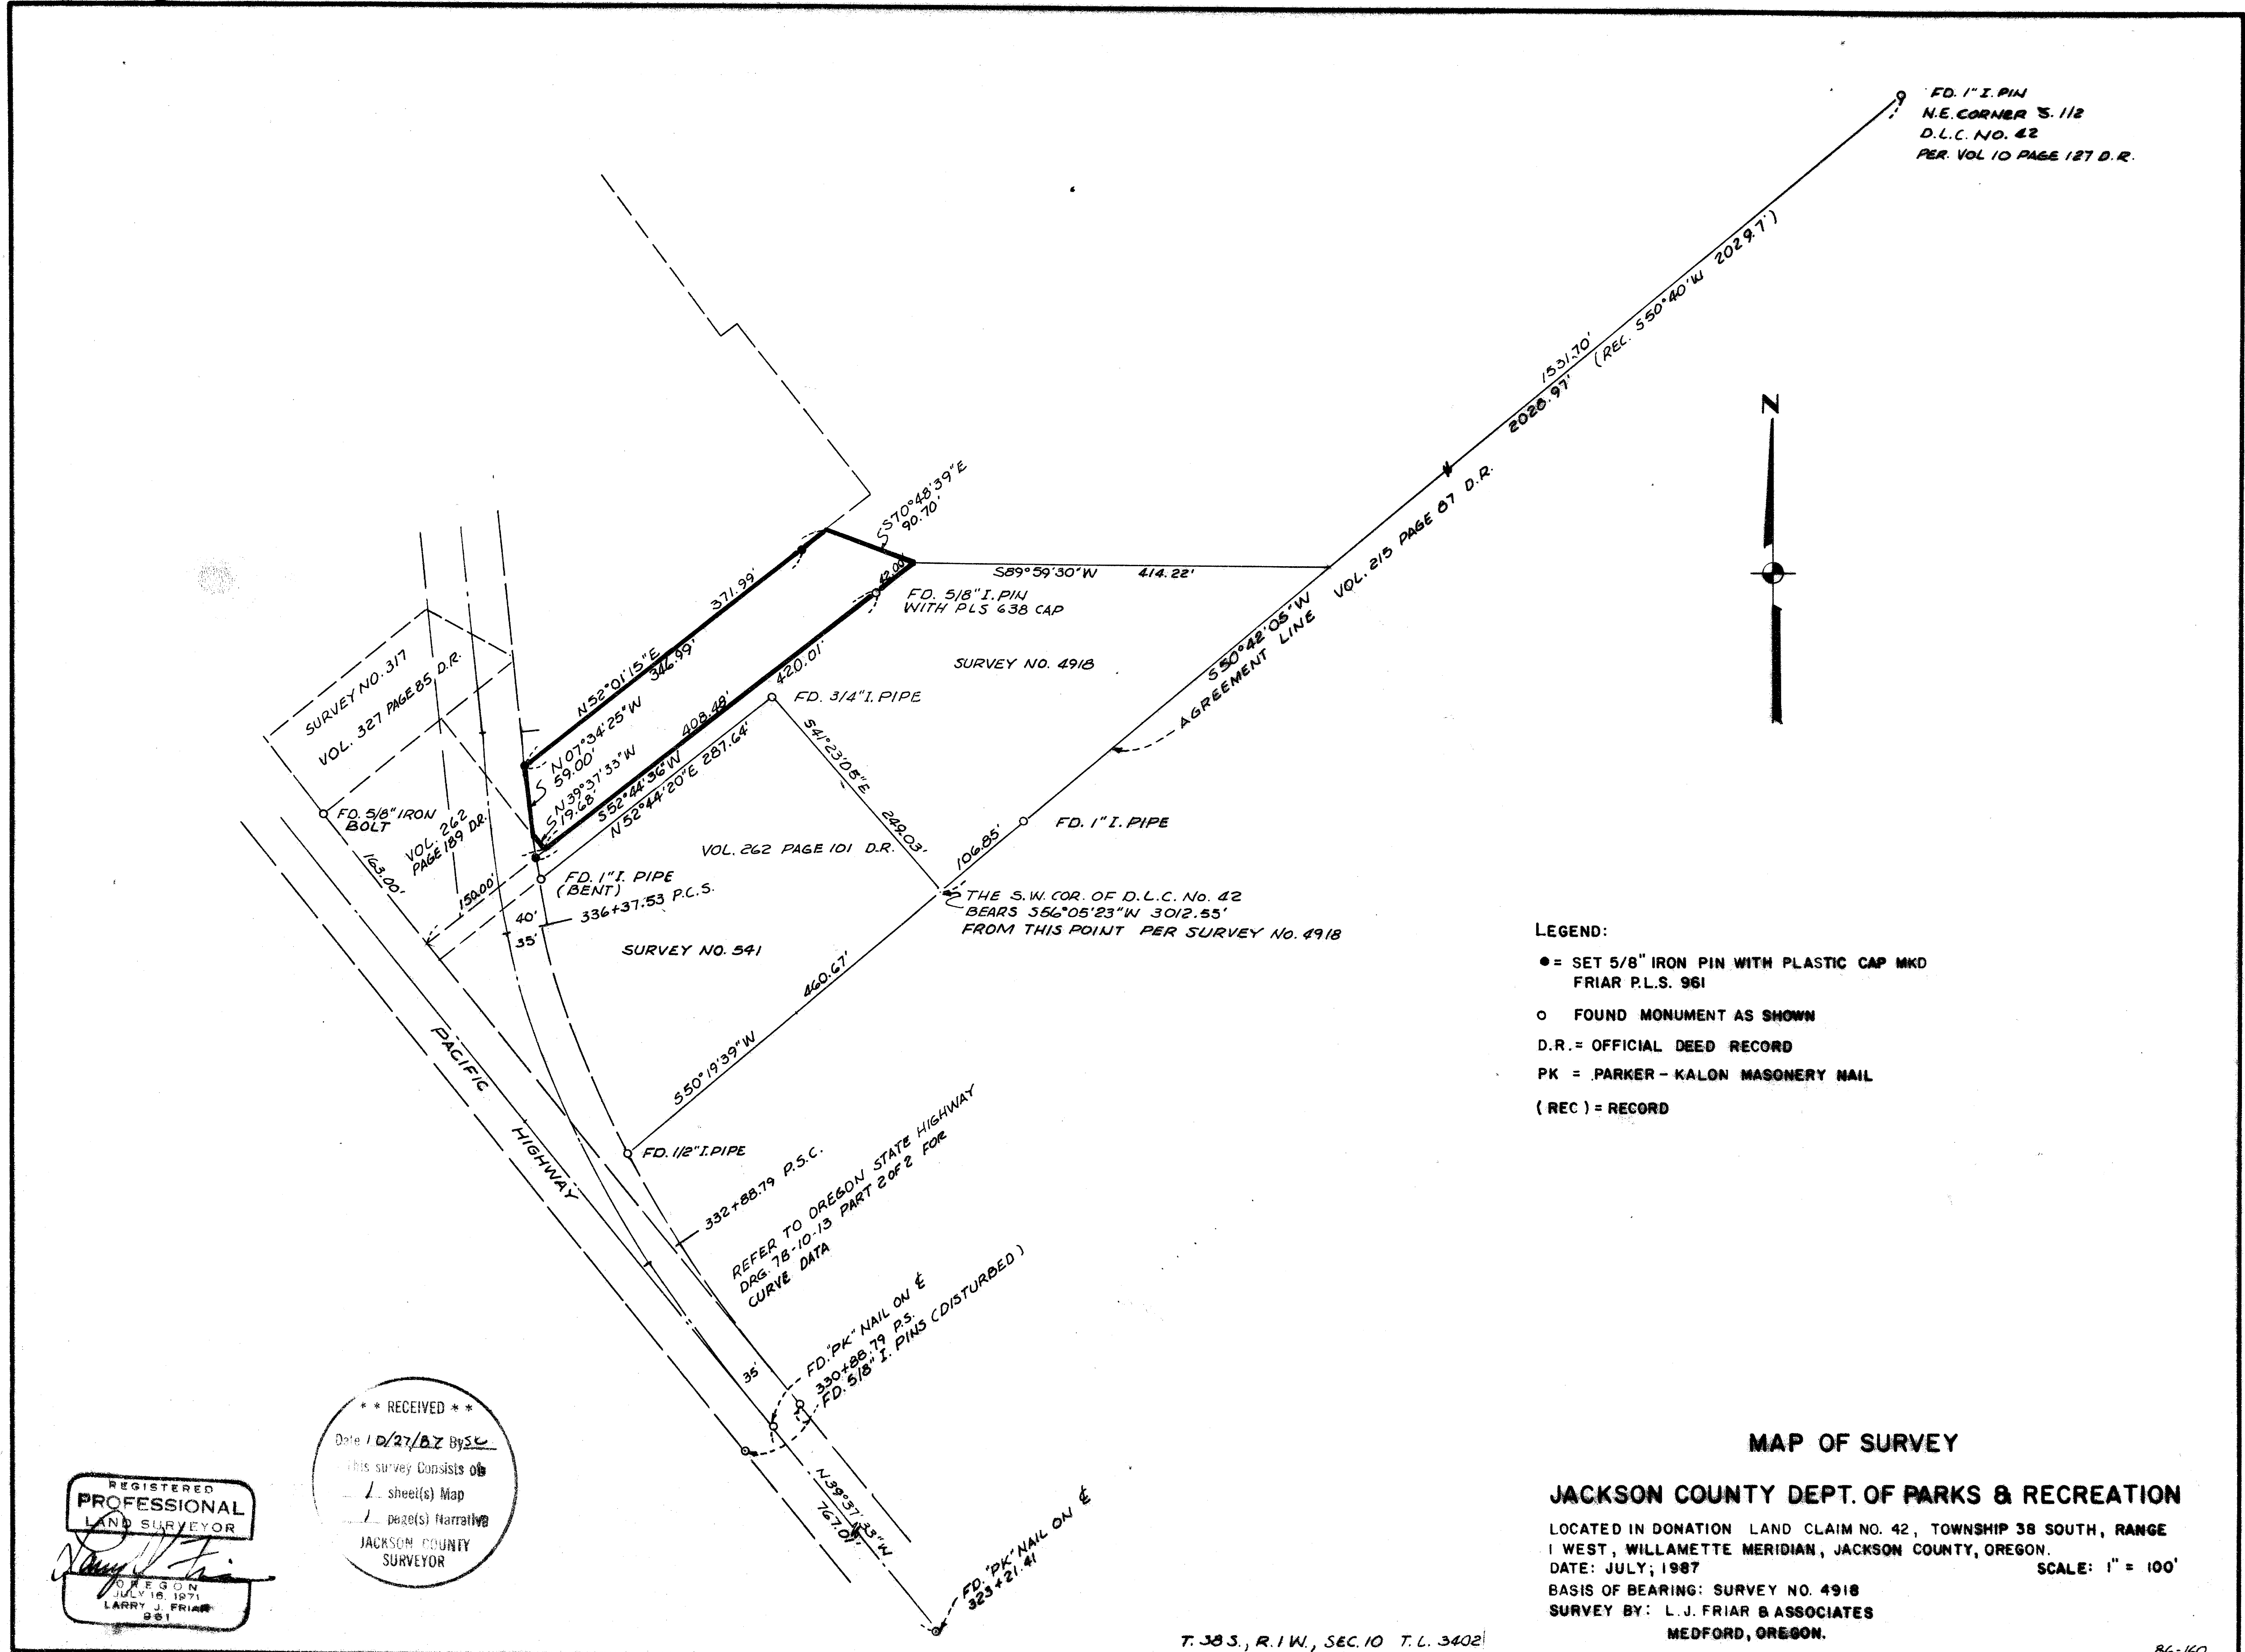 FD. 1" I. PIN
N.E. CORNER S. 1/2
D.L.C. NO. 42
PER. VOL 10 PAGE 127 D.R.
1531.70'
2028.97' (REC. S50°40'W 2029.7')
N
S70°48'39"E
90.70'
S89°59'30"W 414.22'
42.00'
FD. 5/8" I. PIN
WITH PLS 638 CAP
S50°42'05"W VOL. 215 PAGE 87 D.R.
AGREEMENT LINE
371.99'
N52°01'15"E 346.99'
SURVEY NO. 317
VOL. 327 PAGE 85, D.R.
N07°34'25"W
59.00'
N39°37'33"W
19.68'
408.48' 420.01'
S52°44'36"W
N52°44'20"E 287.64'
SURVEY NO. 4918
FD. 3/4" I. PIPE
S41°23'05"E 249.03'
FD. 5/8" IRON
BOLT
VOL. 262
PAGE 189 D.R.
163.00'
150.00'
VOL. 262 PAGE 101 D.R.
FD. 1" I. PIPE
106.85'
FD. 1" I. PIPE
(BENT)
336+37.53 P.C.S.
40'
35'
THE S.W. COR. OF D.L.C. No. 42
BEARS S56°05'23"W 3012.55'
FROM THIS POINT PER SURVEY No. 4918
SURVEY NO. 541
S50°19'39"W 460.67'
PACIFIC HIGHWAY
FD. 1/2" I. PIPE
332+88.79 P.S.C.
REFER TO OREGON STATE HIGHWAY
DRG. 7B-10-13 PART 2 OF 2 FOR
CURVE DATA
FD. "PK" NAIL ON ℄
330+88.79 P.S.
FD. 5/8" I. PINS (DISTURBED)
35'
N39°37'33"W
FD. "PK" NAIL ON ℄
323+21.41
LEGEND:
●= SET 5/8" IRON PIN WITH PLASTIC CAP MKD
FRIAR P.L.S. 961
o FOUND MONUMENT AS SHOWN
D.R.= OFFICIAL DEED RECORD
PK = PARKER-KALON MASONERY NAIL
(REC) = RECORD
* * RECEIVED * *
Date 10/27/87 By SC
This survey Consists of
1 sheet(s) Map
1 page(s) Narrative
JACKSON COUNTY
SURVEYOR
REGISTERED
PROFESSIONAL
LAND SURVEYOR
OREGON
JULY 16, 1971
LARRY J. FRIAR
961
MAP OF SURVEY
JACKSON COUNTY DEPT. OF PARKS & RECREATION
LOCATED IN DONATION LAND CLAIM NO. 42, TOWNSHIP 38 SOUTH, RANGE
1 WEST, WILLAMETTE MERIDIAN, JACKSON COUNTY, OREGON.
DATE: JULY, 1987 SCALE: 1" = 100'
BASIS OF BEARING: SURVEY NO. 4918
SURVEY BY: L.J. FRIAR & ASSOCIATES
MEDFORD, OREGON.
T. 38 S., R. 1 W., SEC. 10 T.L. 3402
86-160